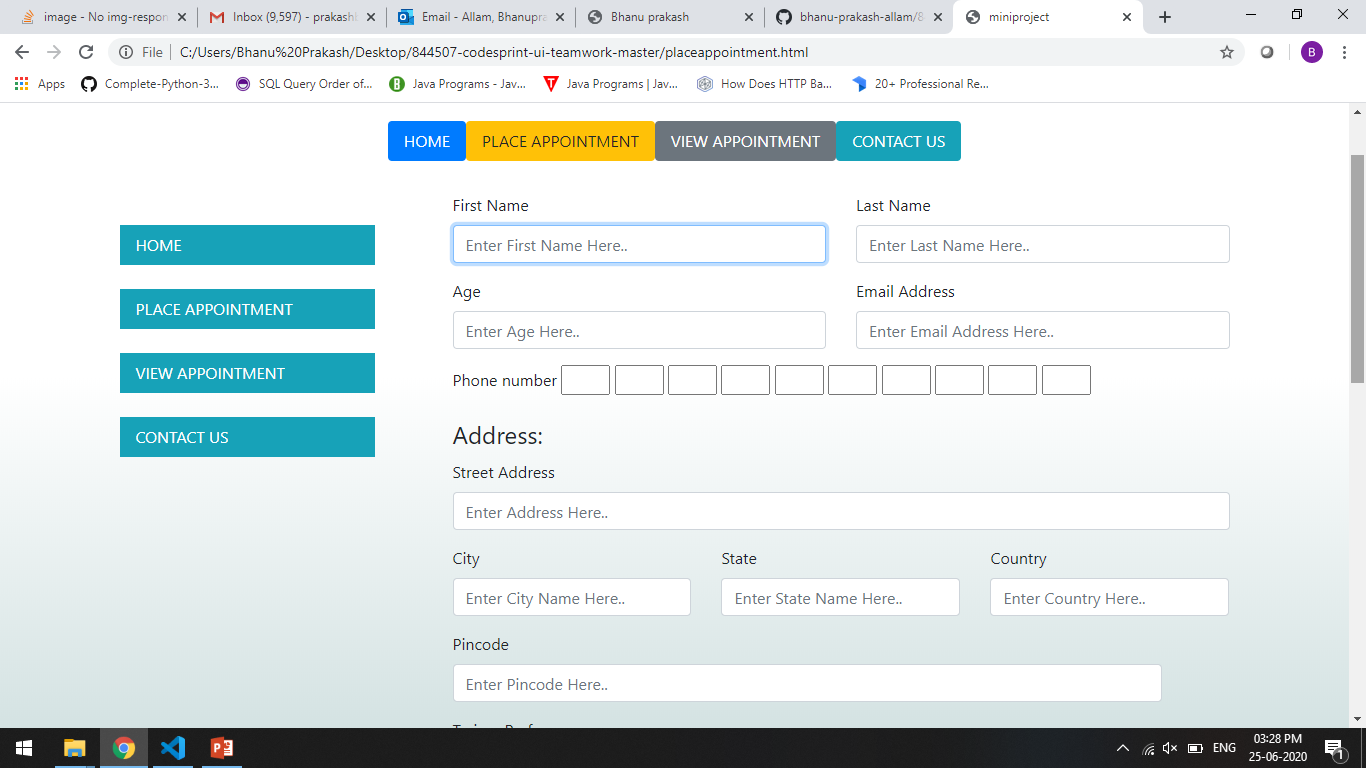 image - No img-respon
Inbox (9,597) - prakashl
Email - Allam, Bhanupra
Bhanu prakash
bhanu-prakash-allam/8
miniproject
File
C:/Users/Bhanu%20Prakash/Desktop/844507-codesprint-ui-teamwork-master/placeappointment.html
B
Apps
Complete-Python-3...
SQL Query Order of...
Java Programs - Jav...
Java Programs | Jav...
How Does HTTP Ba...
20+ Professional Re...
HOME PLACE APPOINTMENT VIEW APPOINTMENT CONTACT US
HOME
PLACE APPOINTMENT
VIEW APPOINTMENT
CONTACT US
First Name Last Name
Enter First Name Here.. Enter Last Name Here..
Age Email Address
Enter Age Here.. Enter Email Address Here..
Phone number
Address:
Street Address
Enter Address Here..
City State Country
Enter City Name Here.. Enter State Name Here.. Enter Country Here..
Pincode
Enter Pincode Here..
ENG
03:28 PM
25-06-2020
1